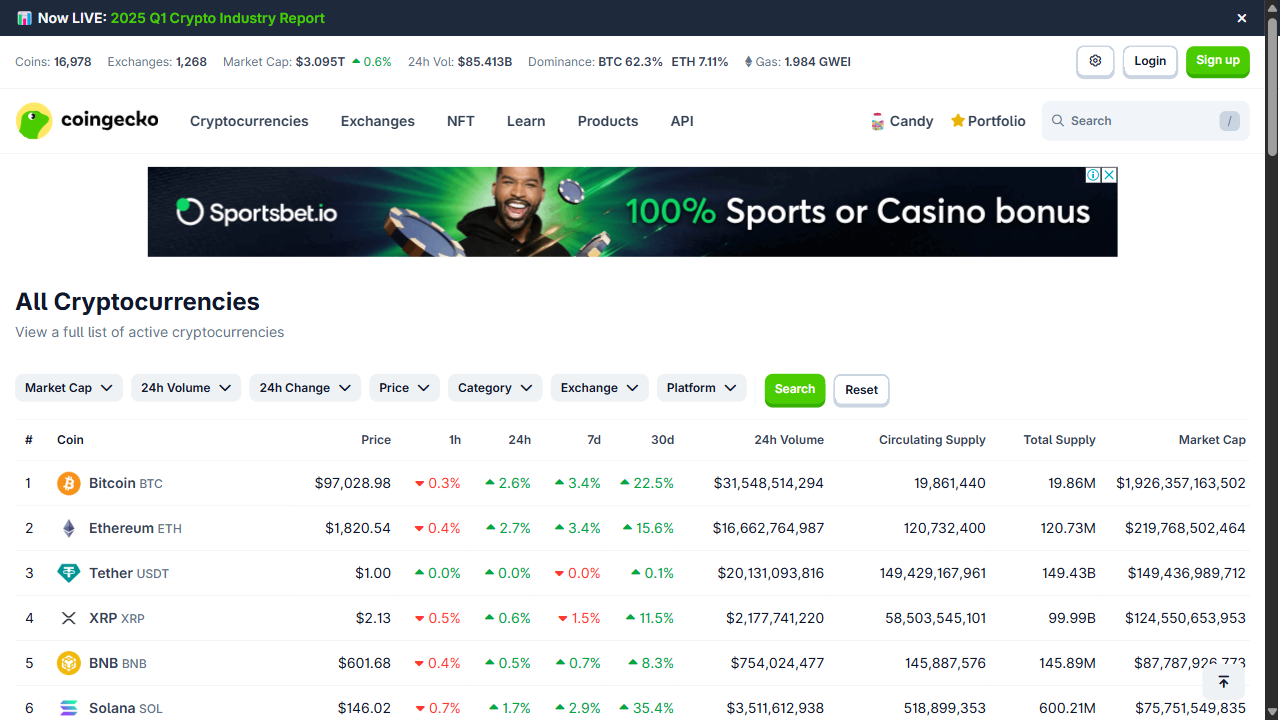 Now LIVE: 2025 Q1 Crypto Industry Report
Coins: 16,978 Exchanges: 1,268 Market Cap: $3.095T 0.6% 24h Vol: $85.413B Dominance: BTC 62.3% ETH 7.11% Gas: 1.984 GWEI Login Sign up
coingecko Cryptocurrencies Exchanges NFT Learn Products API Candy Portfolio Search /
Sportsbet.io 100% Sports or Casino bonus
All Cryptocurrencies
View a full list of active cryptocurrencies
Market Cap 24h Volume 24h Change Price Category Exchange Platform Search Reset
# Coin Price 1h 24h 7d 30d 24h Volume Circulating Supply Total Supply Market Cap
1 Bitcoin BTC $97,028.98 0.3% 2.6% 3.4% 22.5% $31,548,514,294 19,861,440 19.86M $1,926,357,163,502
2 Ethereum ETH $1,820.54 0.4% 2.7% 3.4% 15.6% $16,662,764,987 120,732,400 120.73M $219,768,502,464
3 Tether USDT $1.00 0.0% 0.0% 0.0% 0.1% $20,131,093,816 149,429,167,961 149.43B $149,436,989,712
4 XRP XRP $2.13 0.5% 0.6% 1.5% 11.5% $2,177,741,220 58,503,545,101 99.99B $124,550,653,953
5 BNB BNB $601.68 0.4% 0.5% 0.7% 8.3% $754,024,477 145,887,576 145.89M $87,787,926,773
6 Solana SOL $146.02 0.7% 1.7% 2.9% 35.4% $3,511,612,938 518,899,353 600.21M $75,751,549,835